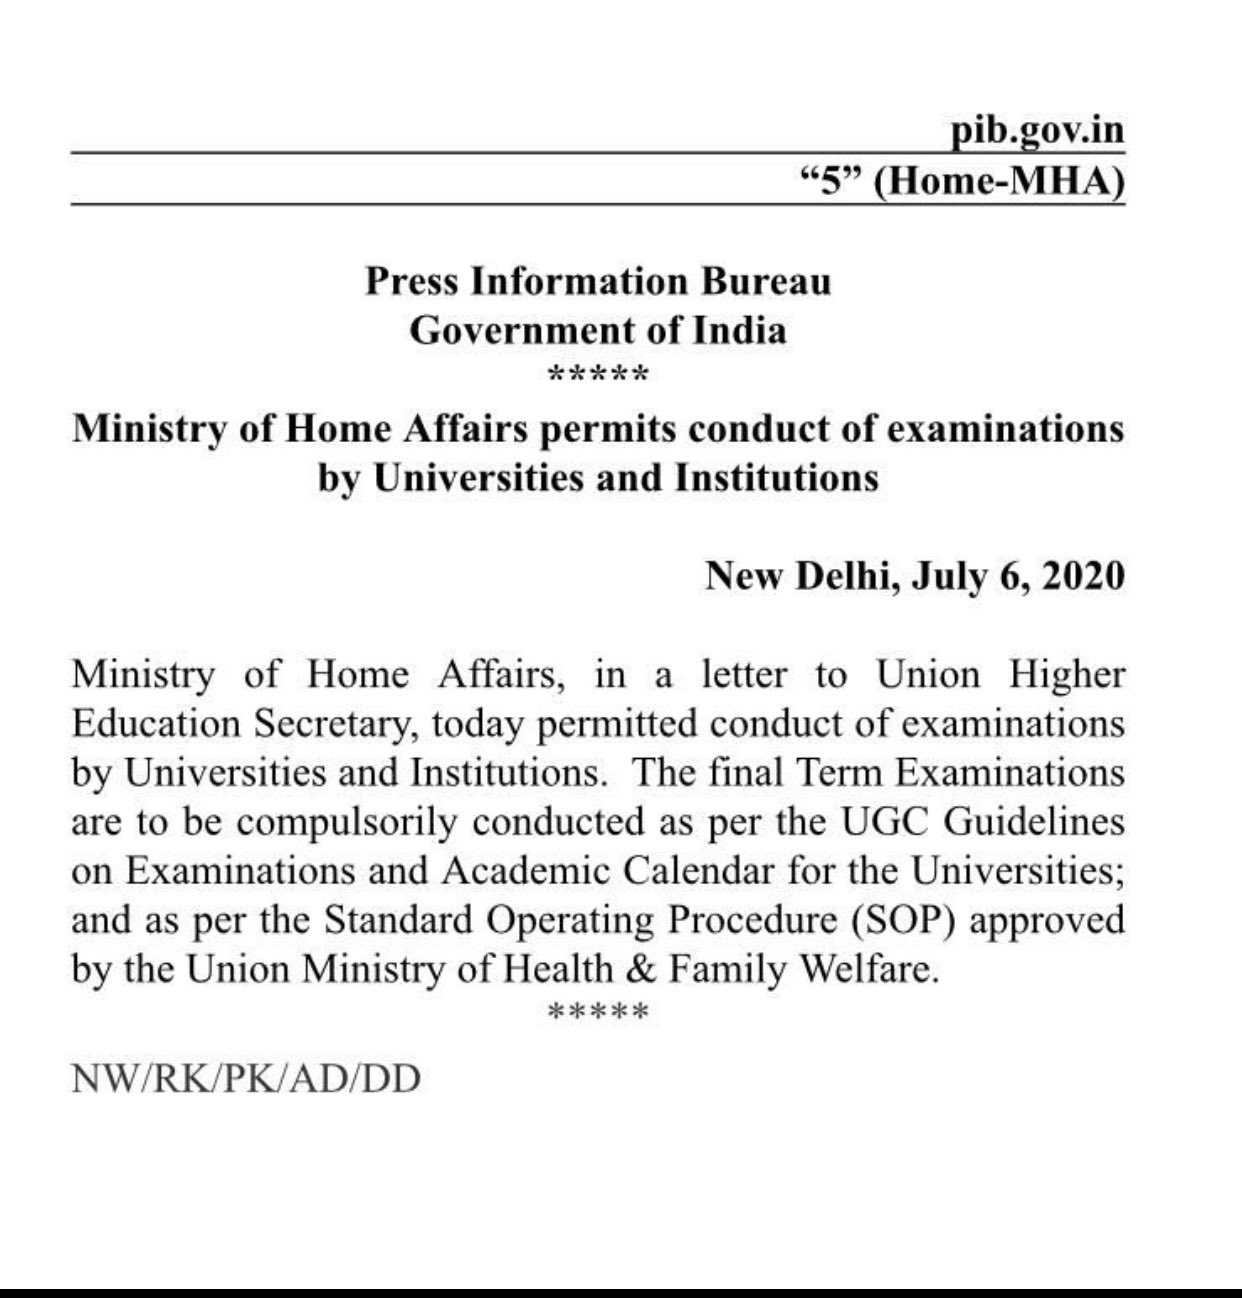 pib.gov.in
“5” (Home-MHA)
Press Information Bureau
Government of India
*****
Ministry of Home Affairs permits conduct of examinations
by Universities and Institutions
New Delhi, July 6, 2020
Ministry of Home Affairs, in a letter to Union Higher
Education Secretary, today permitted conduct of examinations
by Universities and Institutions.  The final Term Examinations
are to be compulsorily conducted as per the UGC Guidelines
on Examinations and Academic Calendar for the Universities;
and as per the Standard Operating Procedure (SOP) approved
by the Union Ministry of Health & Family Welfare.
*****
NW/RK/PK/AD/DD